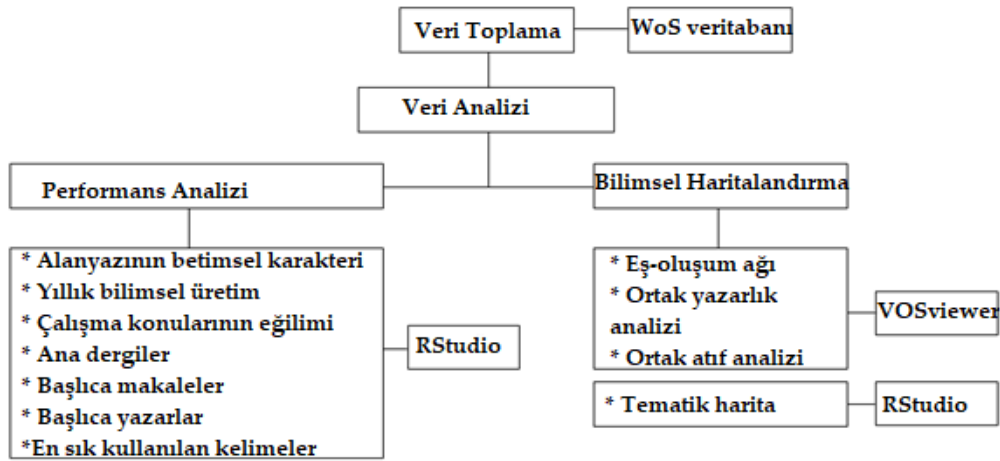 Veri Toplama
WoS veritabanı
Veri Analizi
Performans Analizi
Bilimsel Haritalandırma
* Alanyazının betimsel karakteri
* Yıllık bilimsel üretim
* Çalışma konularının eğilimi
* Ana dergiler
* Başlıca makaleler
* Başlıca yazarlar
*En sık kullanılan kelimeler
RStudio
* Eş-oluşum ağı
* Ortak yazarlık
analizi
* Ortak atıf analizi
VOSviewer
* Tematik harita
RStudio